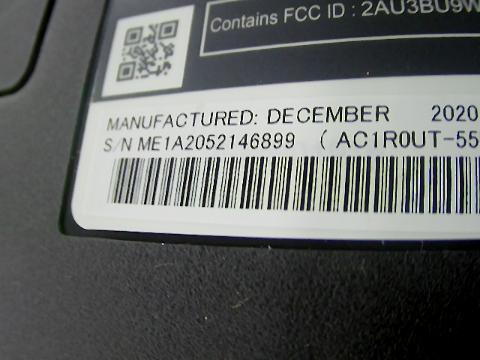 Contains FCC ID : 2AU3BU9W
MANUFACTURED: DECEMBER 2020
S/N ME1A2052146899 ( AC1R0UT-55